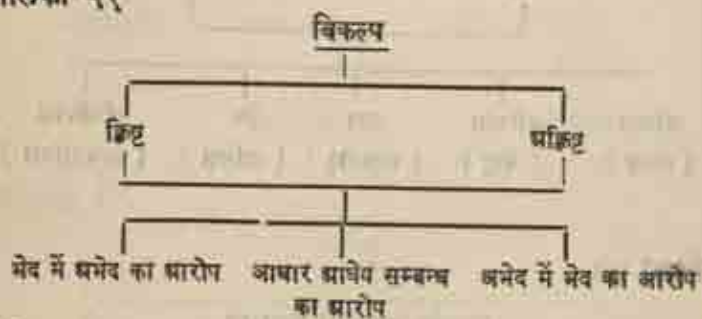 विकल्प
क्लिष्ट अक्लिष्ट
भेद में अभेद का आरोप आधार आधेय सम्बन्ध का आरोप अभेद में भेद का आरोप